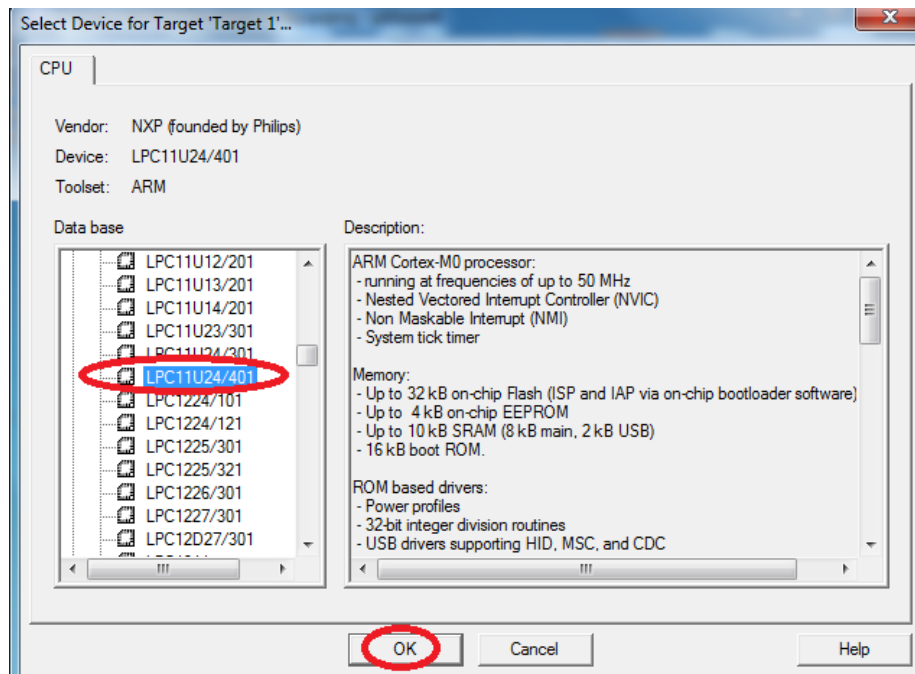 Select Device for Target 'Target 1'...
CPU
Vendor: NXP (founded by Philips)
Device: LPC11U24/401
Toolset: ARM
Data base
LPC11U12/201
LPC11U13/201
LPC11U14/201
LPC11U23/301
LPC11U24/301
LPC11U24/401
LPC1224/101
LPC1224/121
LPC1225/301
LPC1225/321
LPC1226/301
LPC1227/301
LPC12D27/301
Description:
ARM Cortex-M0 processor:
- running at frequencies of up to 50 MHz
- Nested Vectored Interrupt Controller (NVIC)
- Non Maskable Interrupt (NMI)
- System tick timer
Memory:
- Up to 32 kB on-chip Flash (ISP and IAP via on-chip bootloader software)
- Up to 4 kB on-chip EEPROM
- Up to 10 kB SRAM (8 kB main, 2 kB USB)
- 16 kB boot ROM.
ROM based drivers:
- Power profiles
- 32-bit integer division routines
- USB drivers supporting HID, MSC, and CDC
OK
Cancel
Help